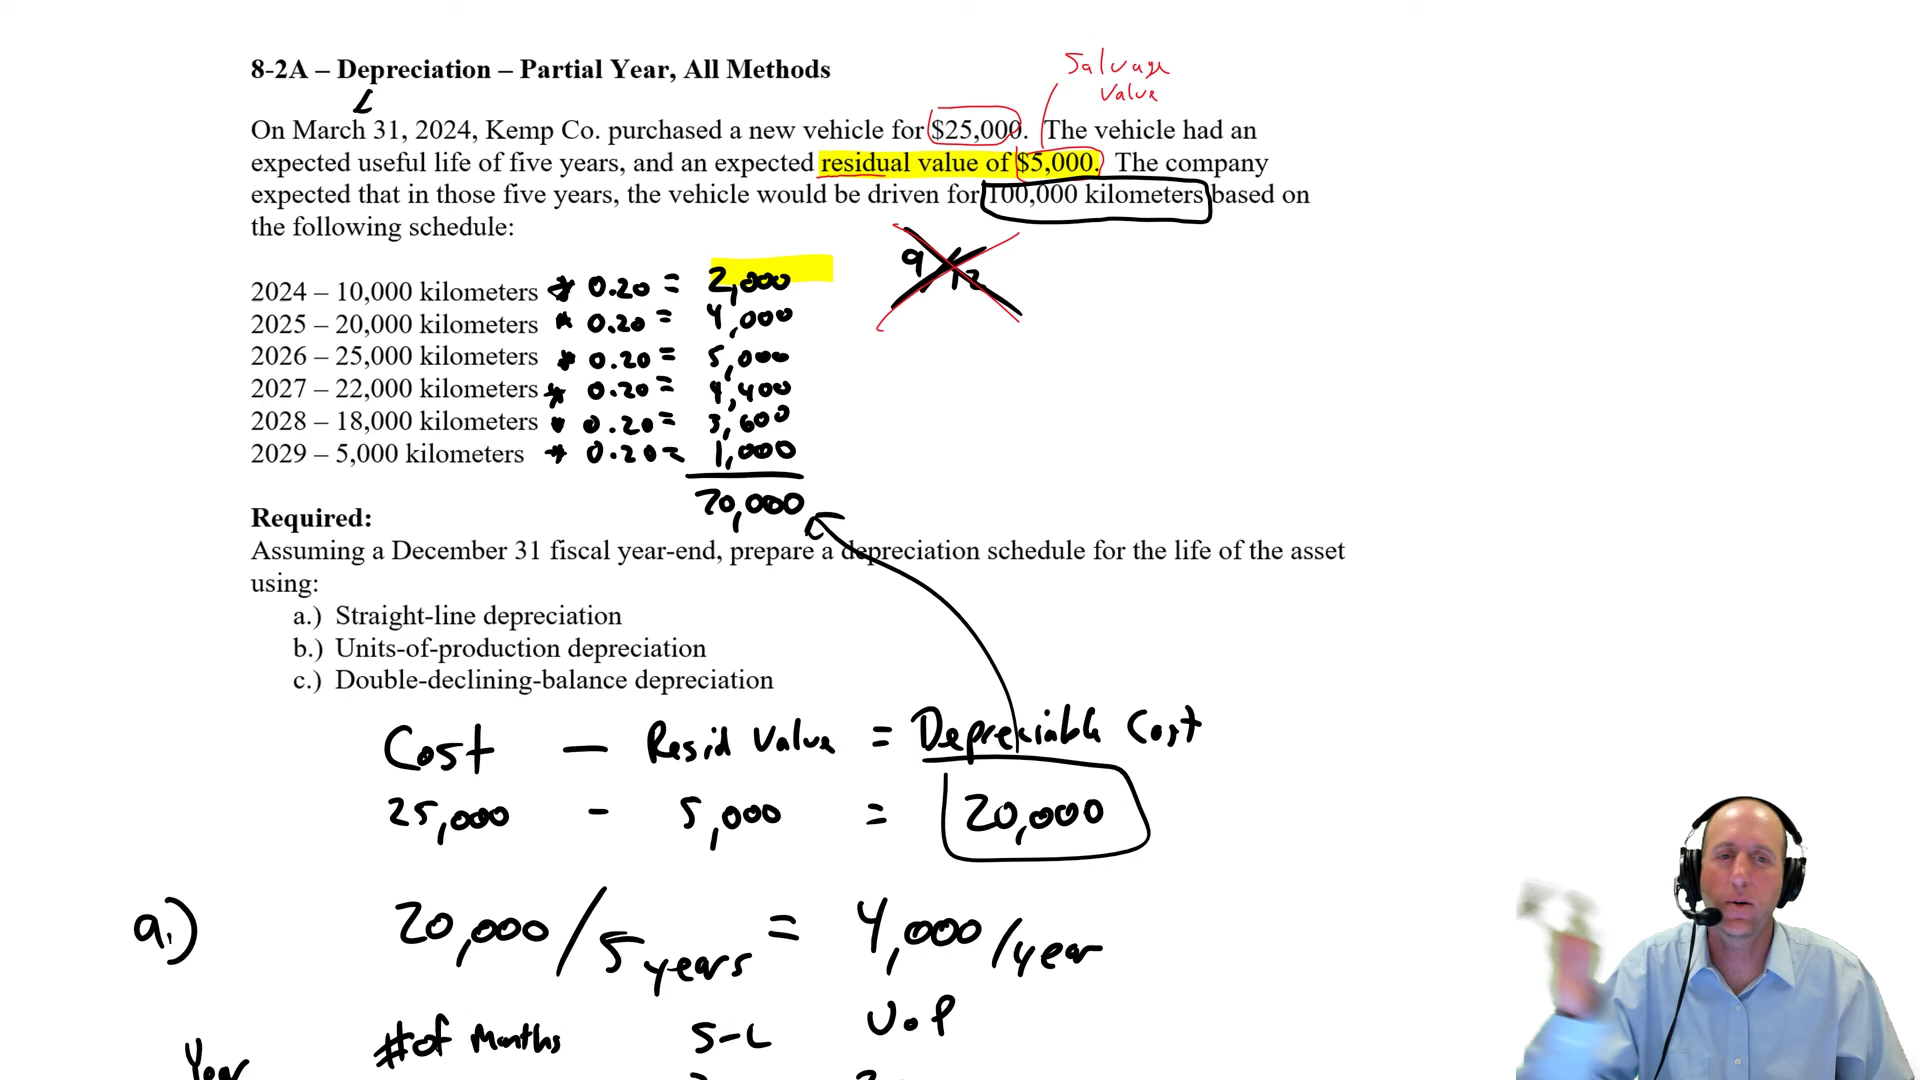 8-2A – Depreciation – Partial Year, All Methods
Salvage
Value
On March 31, 2024, Kemp Co. purchased a new vehicle for $25,000. The vehicle had an
expected useful life of five years, and an expected residual value of $5,000. The company
expected that in those five years, the vehicle would be driven for 100,000 kilometers based on
the following schedule:
9/12
2024 – 10,000 kilometers * 0.20 = 2,000
2025 – 20,000 kilometers * 0.20 = 4,000
2026 – 25,000 kilometers * 0.20 = 5,000
2027 – 22,000 kilometers * 0.20 = 4,400
2028 – 18,000 kilometers * 0.20 = 3,600
2029 – 5,000 kilometers * 0.20 = 1,000
20,000
Required:
Assuming a December 31 fiscal year-end, prepare a depreciation schedule for the life of the asset
using:
a.) Straight-line depreciation
b.) Units-of-production depreciation
c.) Double-declining-balance depreciation
Cost – Resid Value = Depreciable Cost
25,000 - 5,000 = 20,000
a.) 20,000 / 5 years = 4,000 /year
Year # of Months S-L U.o.P